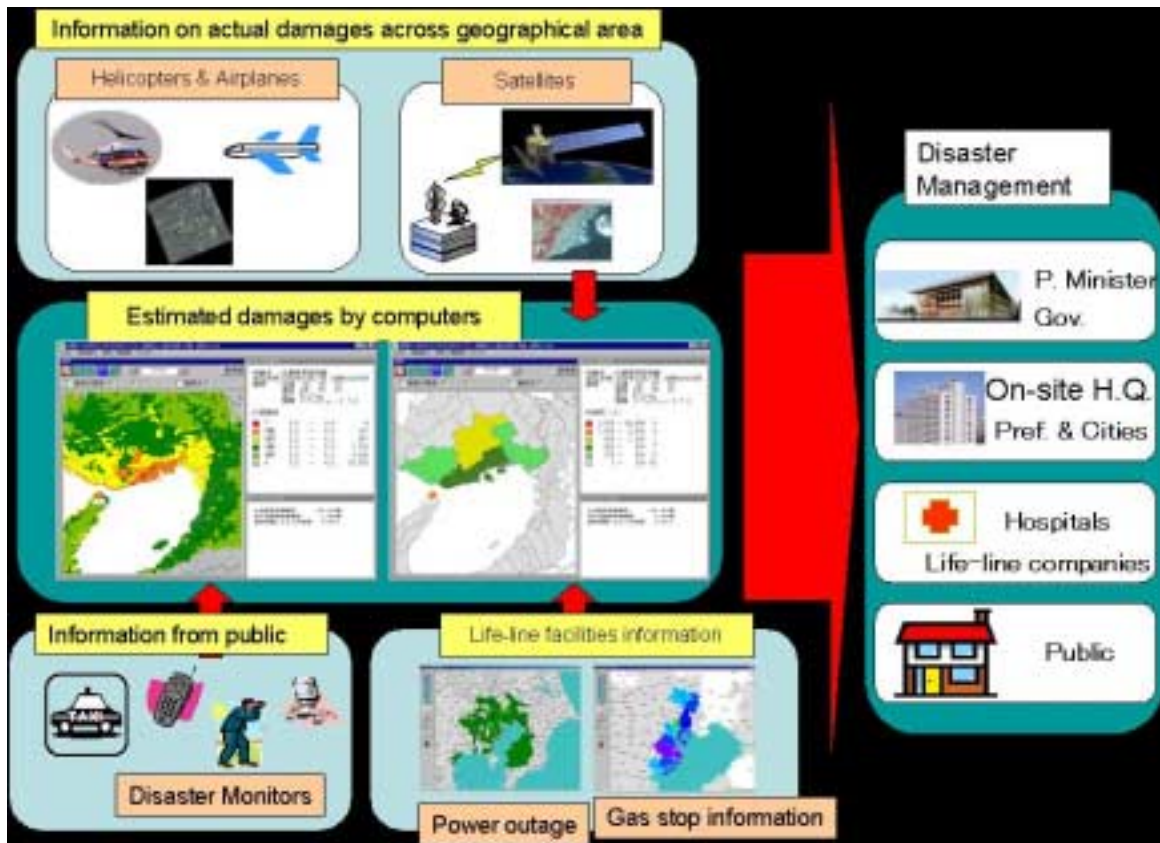 Information on actual damages across geographical area
Helicopters & Airplanes
Satellites
Estimated damages by computers
Information from public
TAXI
Disaster Monitors
Life-line facilities information
Power outage
Gas stop information
Disaster
Management
P. Minister
Gov.
On-site H.Q.
Pref. & Cities
Hospitals
Life-line companies
Public